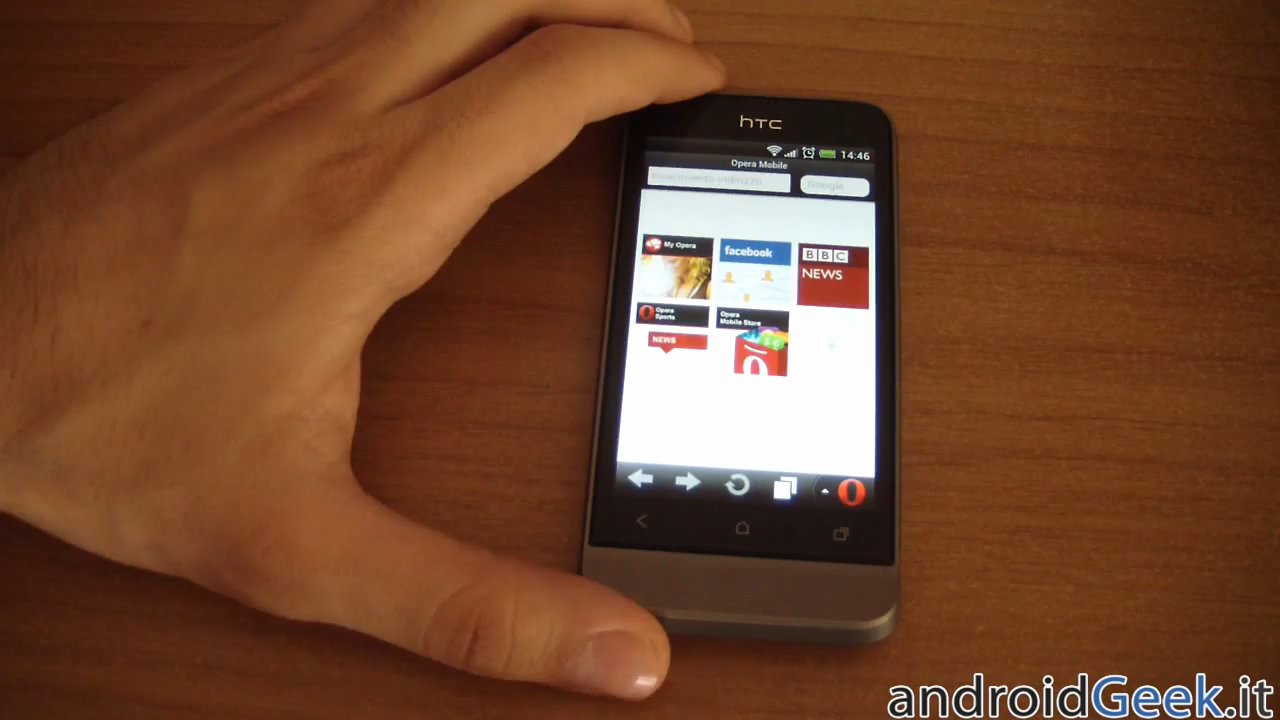 hTC
14:46
Opera Mobile
Google
My Opera
facebook
BBC
NEWS
Opera
Sports
Opera
Mobile Store
NEWS
androidGeek.it